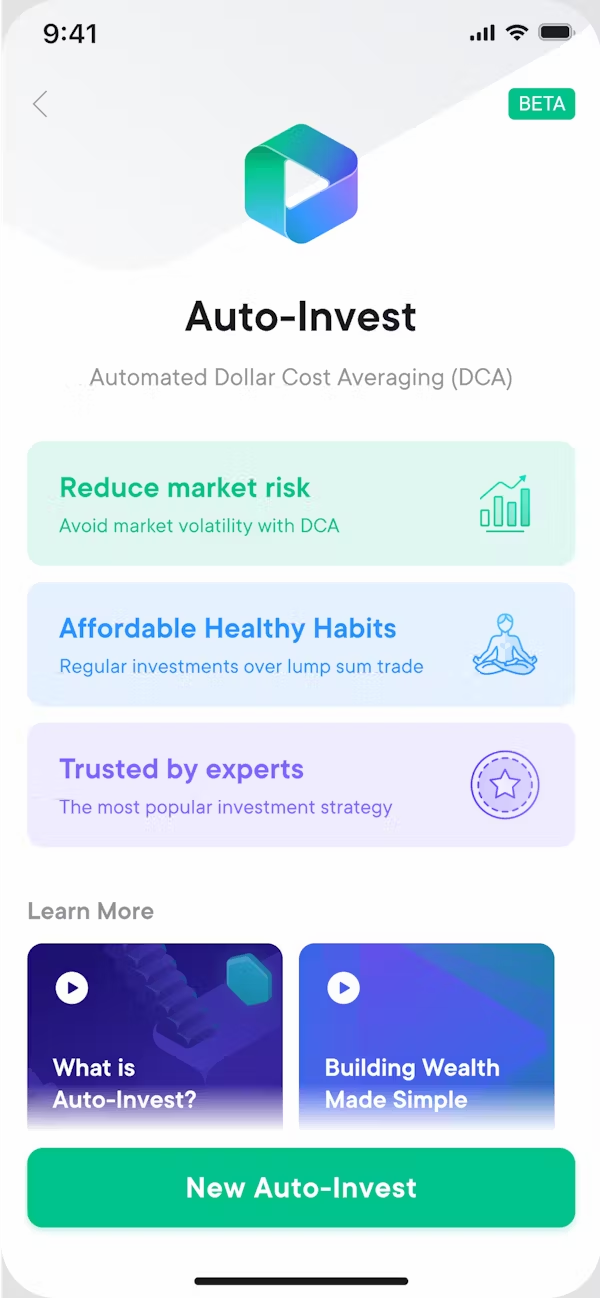 9:41
BETA
Auto-Invest
Automated Dollar Cost Averaging (DCA)
Reduce market risk
Avoid market volatility with DCA
Affordable Healthy Habits
Regular investments over lump sum trade
Trusted by experts
The most popular investment strategy
Learn More
What is
Auto-Invest?
Building Wealth
Made Simple
New Auto-Invest